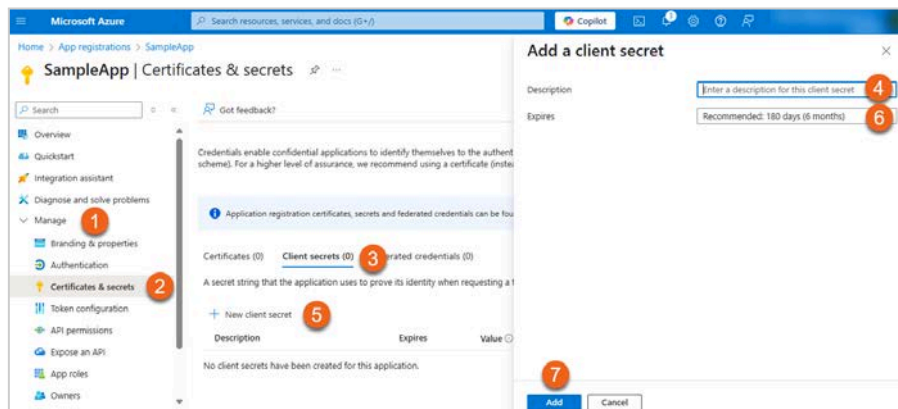 Microsoft Azure
Search resources, services, and docs (G+/)
Copilot
1
Home > App registrations > SampleApp
SampleApp | Certificates & secrets
Search
Got feedback?
Overview
Quickstart
Integration assistant
Diagnose and solve problems
Manage
1
Branding & properties
Authentication
Certificates & secrets
2
Token configuration
API permissions
Expose an API
App roles
Owners
Credentials enable confidential applications to identify themselves to the authent
scheme). For a higher level of assurance, we recommend using a certificate (inste
Application registration certificates, secrets and federated credentials can be fou
Certificates (0) Client secrets (0) 3 erated credentials (0)
A secret string that the application uses to prove its identity when requesting a
+ New client secret
5
Description Expires Value
No client secrets have been created for this application.
Add a client secret
Description Enter a description for this client secret
4
Expires Recommended: 180 days (6 months)
6
7
Add Cancel